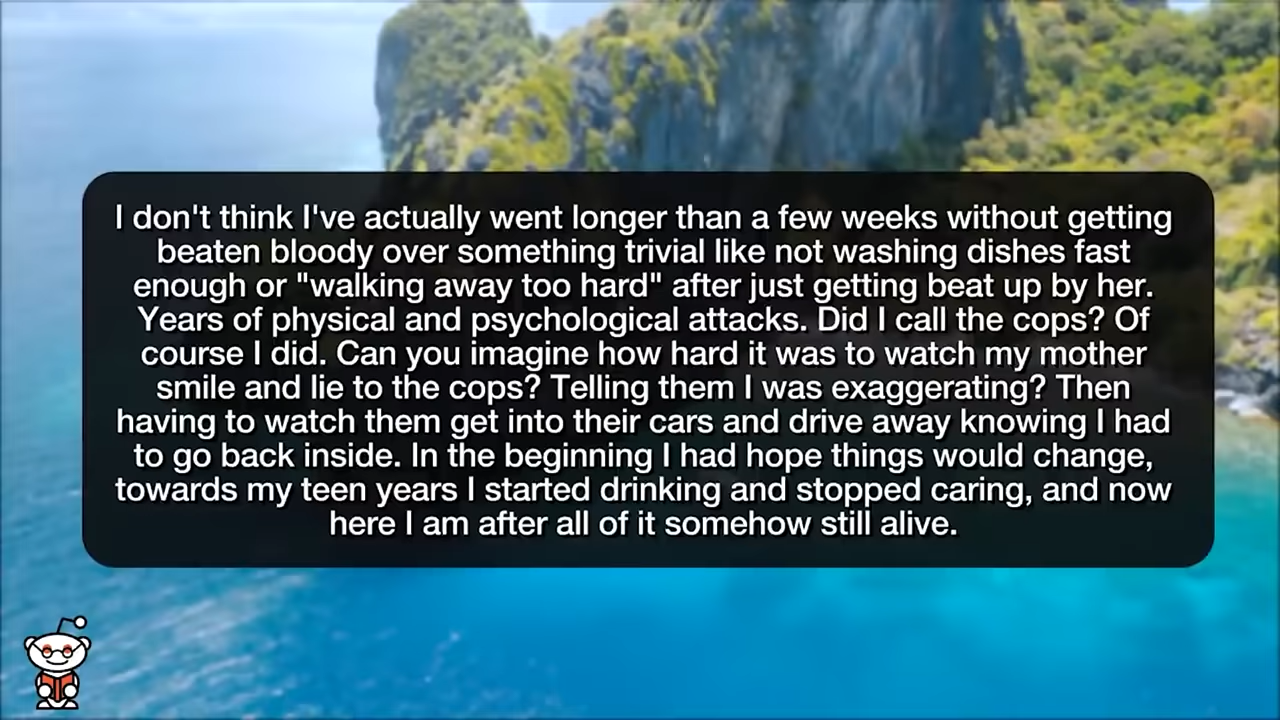 I don't think I've actually went longer than a few weeks without getting
beaten bloody over something trivial like not washing dishes fast
enough or "walking away too hard" after just getting beat up by her.
Years of physical and psychological attacks. Did I call the cops? Of
course I did. Can you imagine how hard it was to watch my mother
smile and lie to the cops? Telling them I was exaggerating? Then
having to watch them get into their cars and drive away knowing I had
to go back inside. In the beginning I had hope things would change,
towards my teen years I started drinking and stopped caring, and now
here I am after all of it somehow still alive.